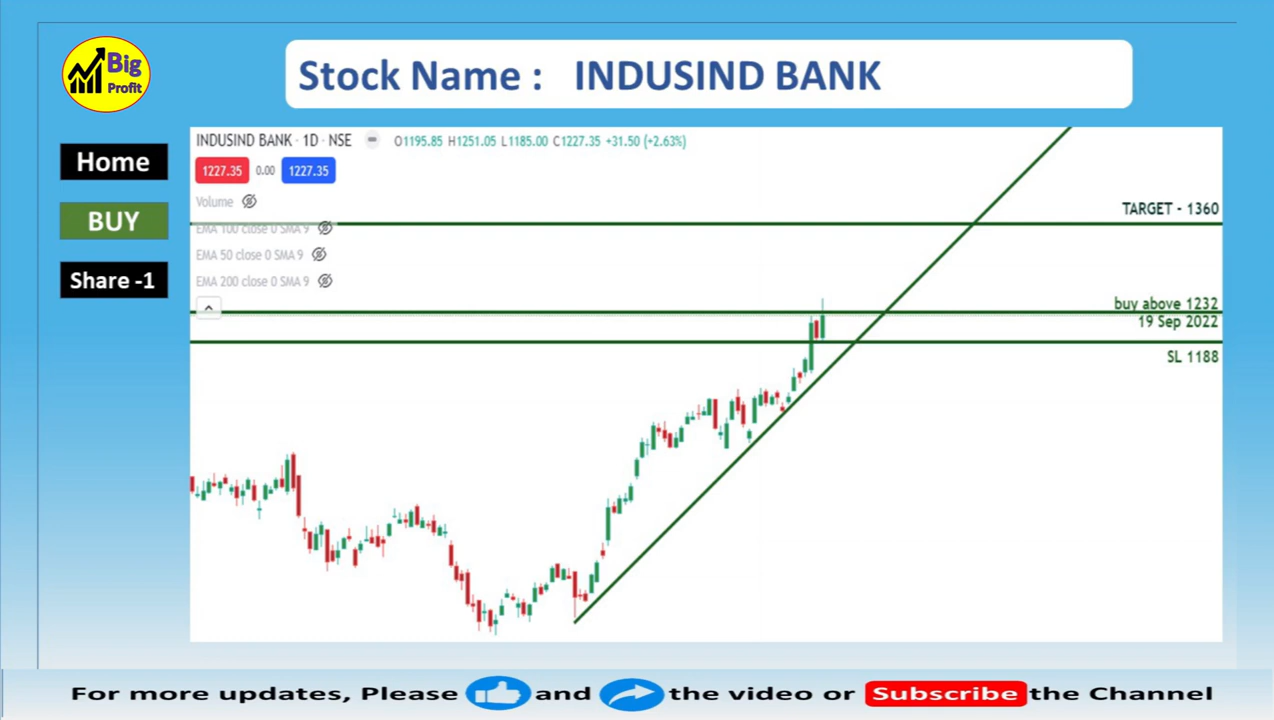 Big
Profit
Stock Name : INDUSIND BANK
Home
BUY
Share -1
INDUSIND BANK · 1D · NSE O1195.85 H1251.05 L1185.00 C1227.35 +31.50 (+2.63%)
1227.35 0.00 1227.35
Volume
EMA 100 close 0 SMA 9
EMA 50 close 0 SMA 9
EMA 200 close 0 SMA 9
TARGET - 1360
buy above 1232
19 Sep 2022
SL 1188
For more updates, Please and the video or Subscribe the Channel